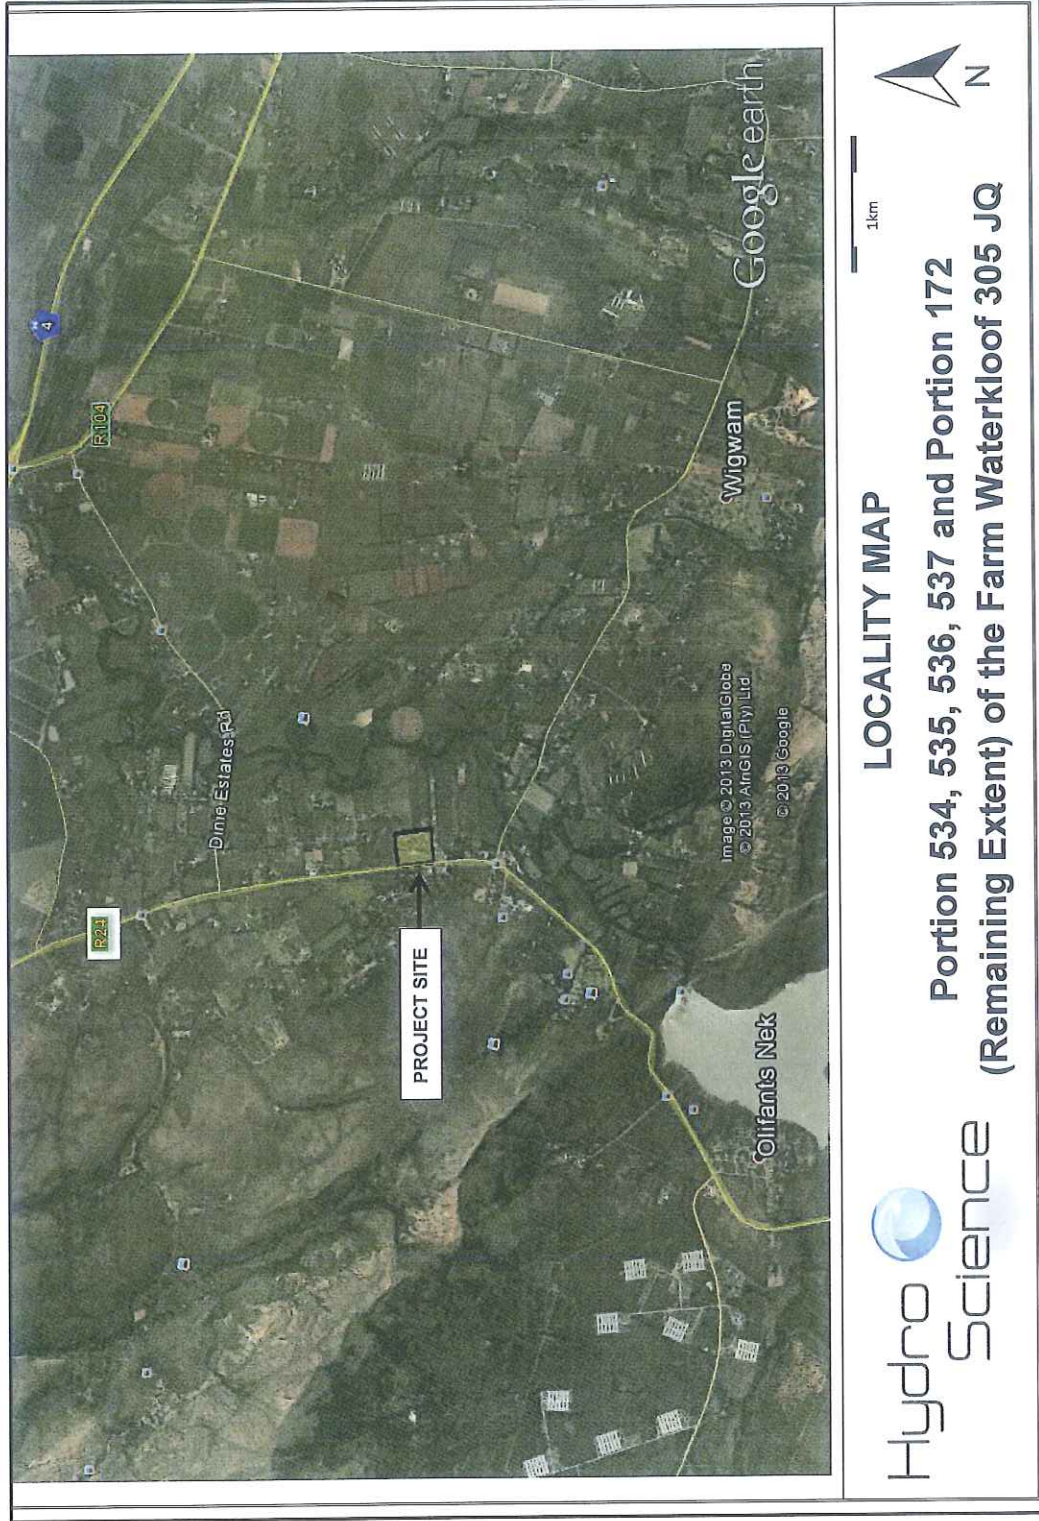 4
R104
R24
Dinie Estates Rd
PROJECT SITE
Wigwam
Olifants Nek
Image © 2013 DigitalGlobe
© 2013 AfriGIS (Pty) Ltd
© 2013 Google
Google earth
Hydro
Science
LOCALITY MAP
Portion 534, 535, 536, 537 and Portion 172
(Remaining Extent) of the Farm Waterkloof 305 JQ
1km
N